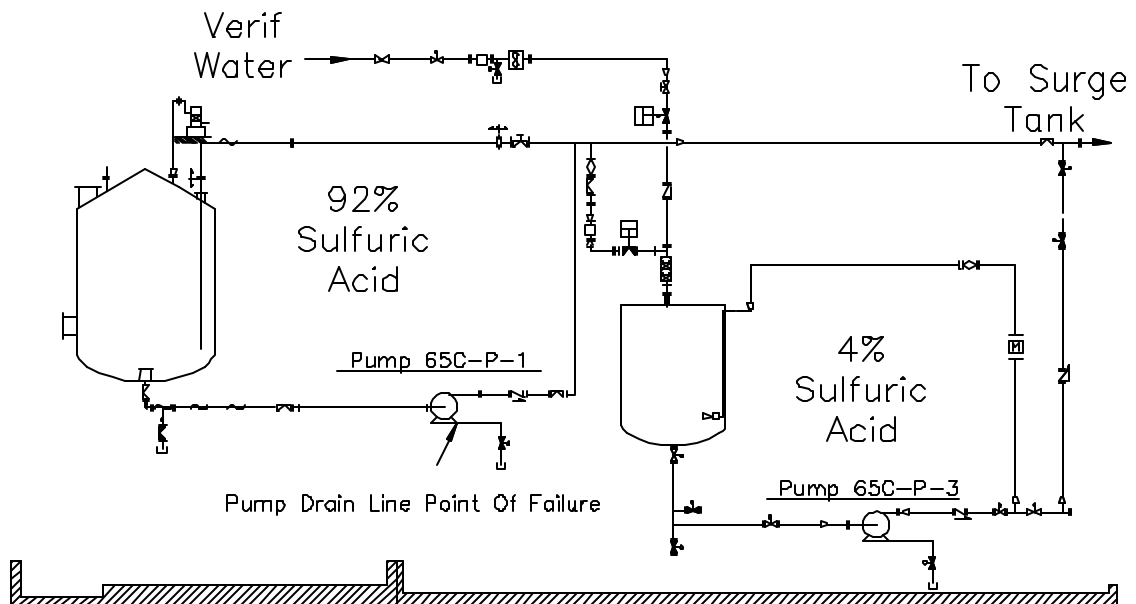 Verif
Water
To Surge
Tank
92%
Sulfuric
Acid
Pump 65C-P-1
4%
Sulfuric
Acid
Pump Drain Line Point Of Failure
Pump 65C-P-3
M